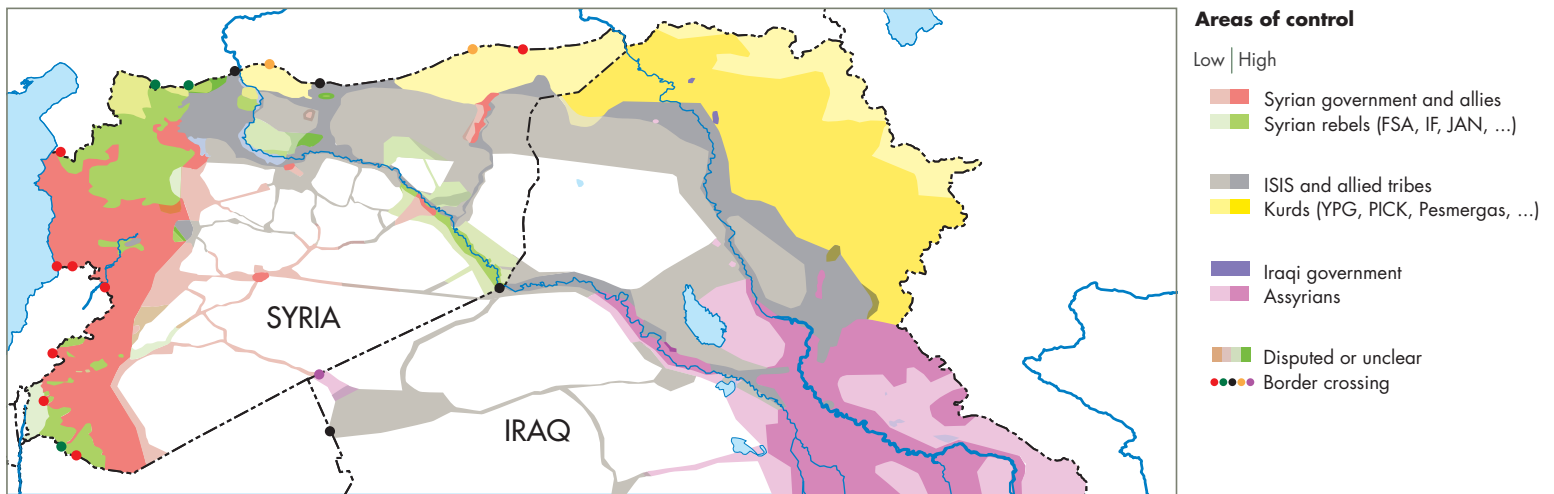 Areas of control
Low | High
Syrian government and allies
Syrian rebels (FSA, IF, JAN, ...)
ISIS and allied tribes
Kurds (YPG, PICK, Pesmergas, ...)
Iraqi government
Assyrians
Disputed or unclear
Border crossing
SYRIA
IRAQ